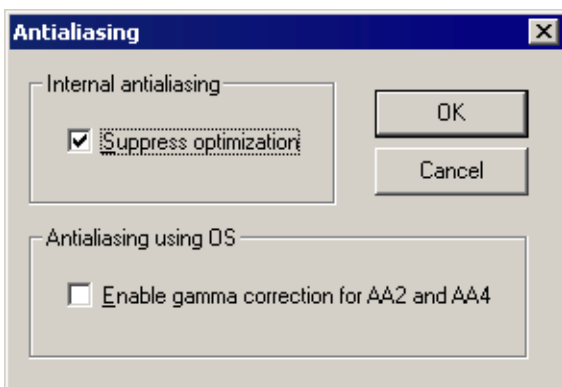 Antialiasing
Internal antialiasing
Suppress optimization
OK
Cancel
Antialiasing using OS
Enable gamma correction for AA2 and AA4